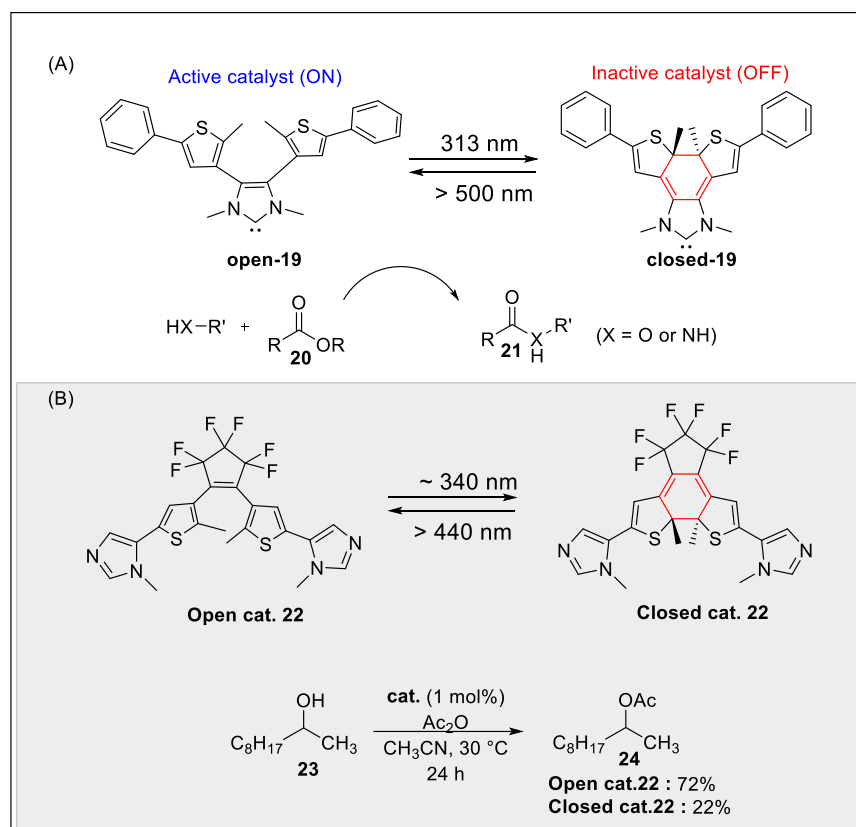 (A)
Active catalyst (ON)
Inactive catalyst (OFF)
S
S
N
N
open-19
313 nm
> 500 nm
S
S
N
N
closed-19
HX–R' +
O
R
OR
20
O
R
X
H
R'
21
(X = O or NH)
(B)
F
F
F
F
F
F
S
S
N
N
N
N
Open cat. 22
~ 340 nm
> 440 nm
F
F
F
F
F
F
S
S
N
N
N
N
Closed cat. 22
OH
C8H17
CH3
23
cat. (1 mol%)
Ac2O
CH3CN, 30 °C
24 h
OAc
C8H17
CH3
24
Open cat.22 : 72%
Closed cat.22 : 22%